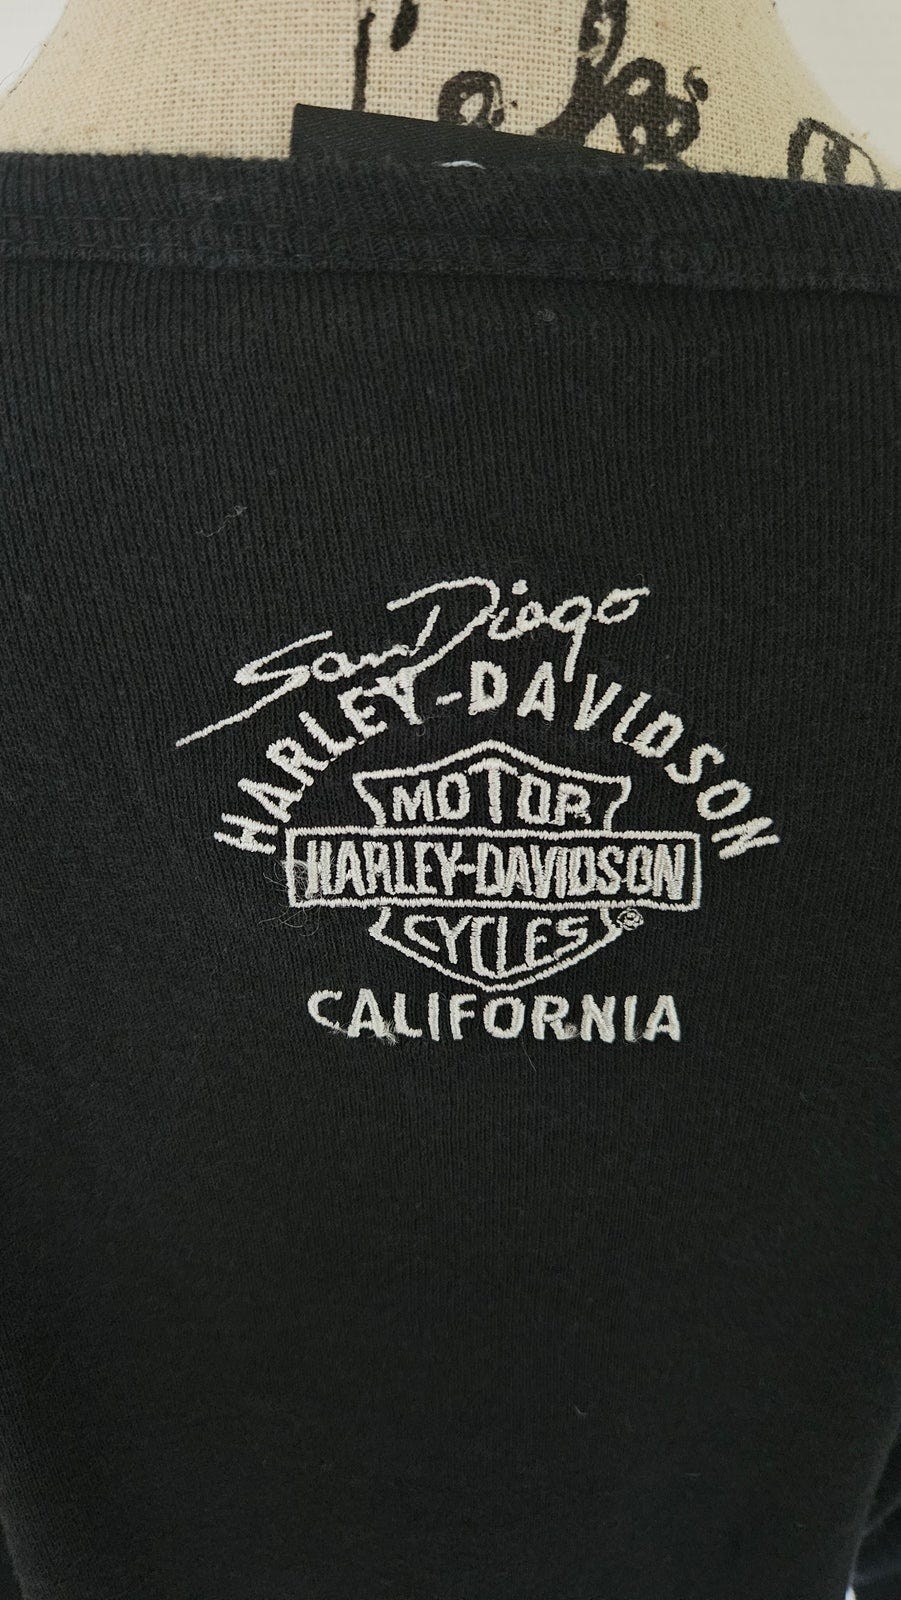 San Diego
HARLEY-DAVIDSON
MOTOR
HARLEY-DAVIDSON
CYCLES ®
CALIFORNIA